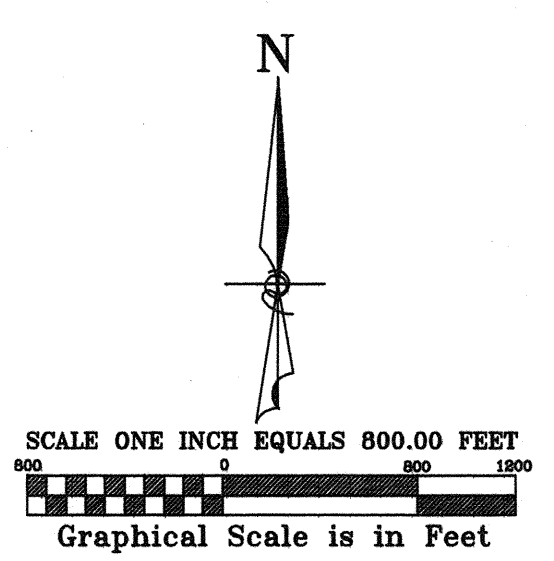 N
SCALE ONE INCH EQUALS 800.00 FEET
800 0 800 1200
Graphical Scale is in Feet